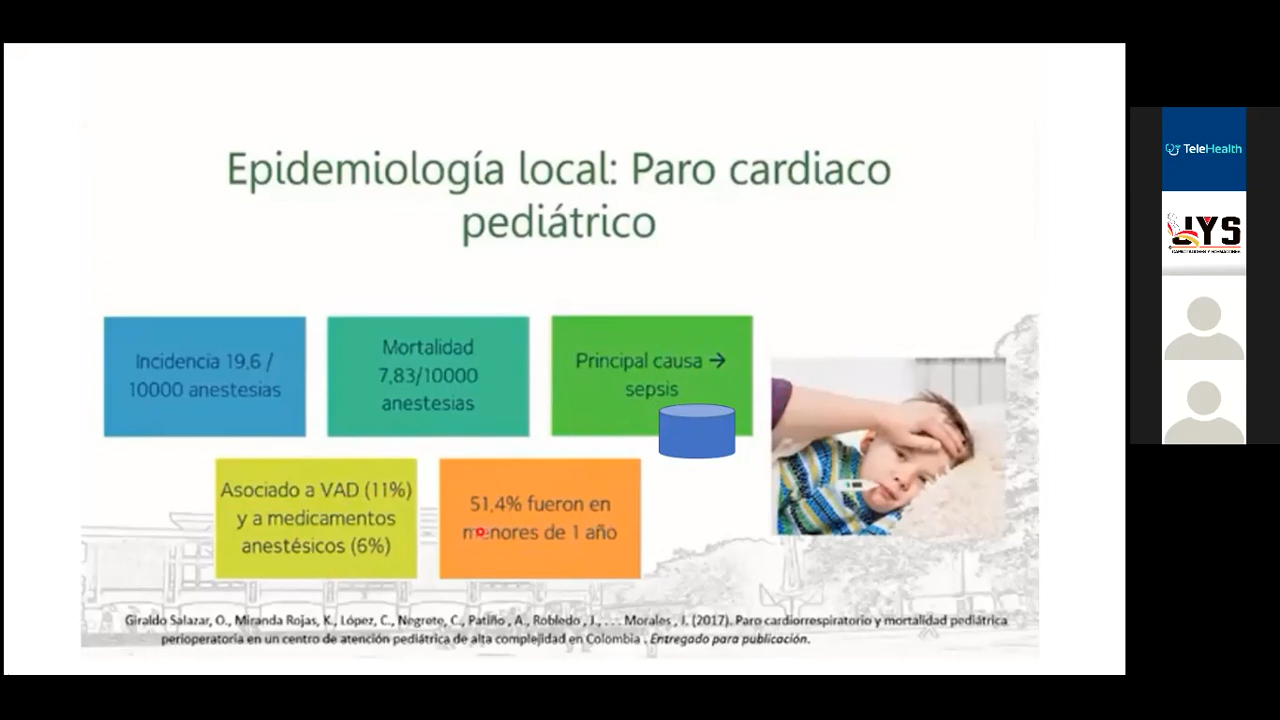 Epidemiología local: Paro cardiaco
pediátrico
Incidencia 19,6 /
10000 anestesias
Mortalidad
7,83/10000
anestesias
Principal causa →
sepsis
Asociado a VAD (11%)
y a medicamentos
anestésicos (6%)
51,4% fueron en
menores de 1 año
Giraldo Salazar, O., Miranda Rojas, K., López, C., Negrete, C., Patiño , A., Robledo , J., . . . Morales , J. (2017). Paro cardiorrespiratorio y mortalidad pediátrica
perioperatoria en un centro de atención pediátrica de alta complejidad en Colombia . Entregado para publicación.
TeleHealth
JYS